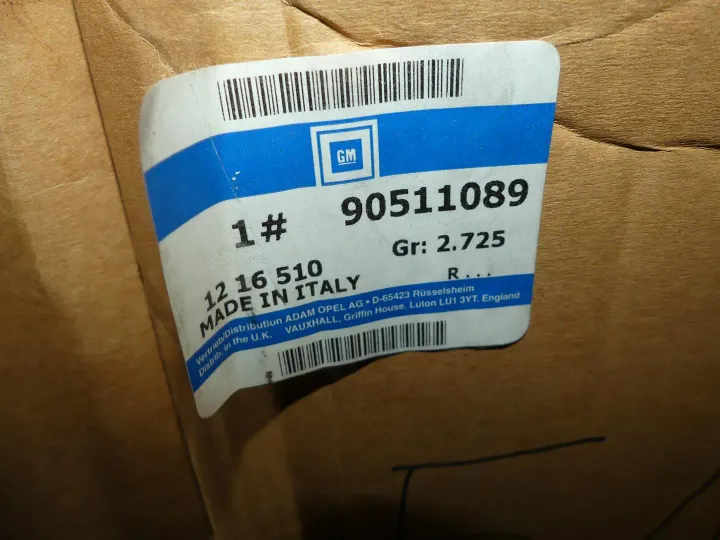 GM
1# 90511089
Gr: 2.725
12 16 510
R...
MADE IN ITALY
Vertrieb/Distribution ADAM OPEL AG • D-65423 Rüsselsheim
Distrib. in the U.K. VAUXHALL, Griffin House, Luton LU1 3YT, England